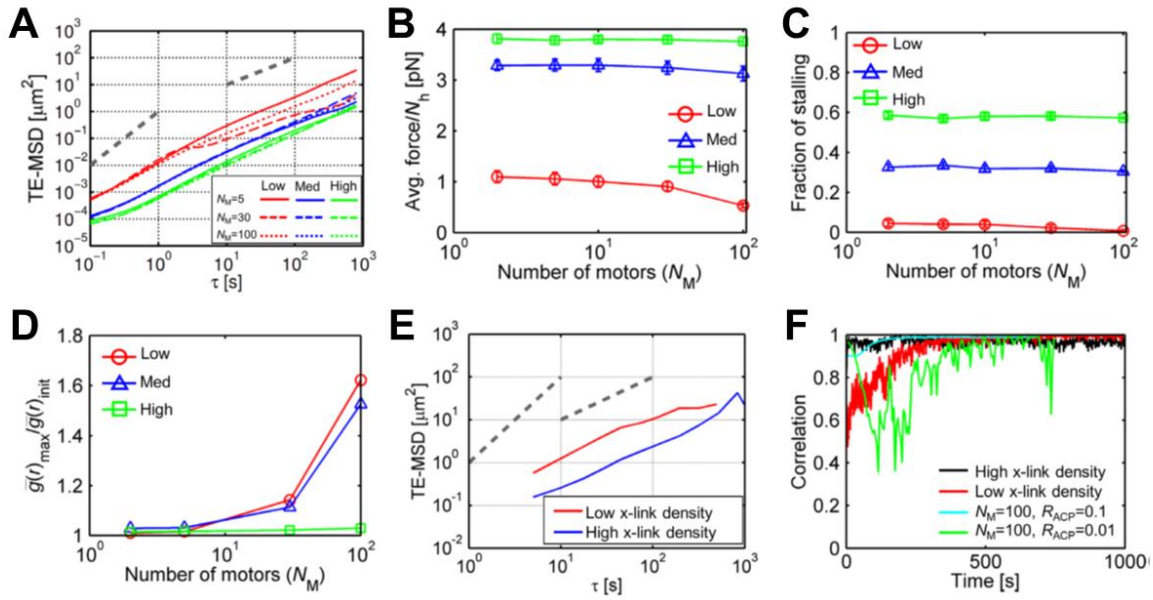 A
TE-MSD [μm²]
10³
10²
10¹
10⁰
10⁻¹
10⁻²
10⁻³
10⁻⁴
10⁻⁵
Low Med High
N_M=5
N_M=30
N_M=100
10⁻¹ 10⁰ 10¹ 10² 10³
τ [s]
B
Avg. force/N_h [pN]
4
3
2
1
0
Low
Med
High
10⁰ 10¹ 10²
Number of motors (N_M)
C
Fraction of stalling
1
0.8
0.6
0.4
0.2
0
Low
Med
High
10⁰ 10¹ 10²
Number of motors (N_M)
D
g̅(r)_max/g̅(r)_init
1.8
1.6
1.4
1.2
1
Low
Med
High
10⁰ 10¹ 10²
Number of motors (N_M)
E
TE-MSD [μm²]
10³
10²
10¹
10⁰
10⁻¹
10⁻²
Low x-link density
High x-link density
10⁰ 10¹ 10² 10³
τ [s]
F
Correlation
1
0.8
0.6
0.4
0.2
0
High x-link density
Low x-link density
N_M=100, R_ACP=0.1
N_M=100, R_ACP=0.01
0 500 1000
Time [s]